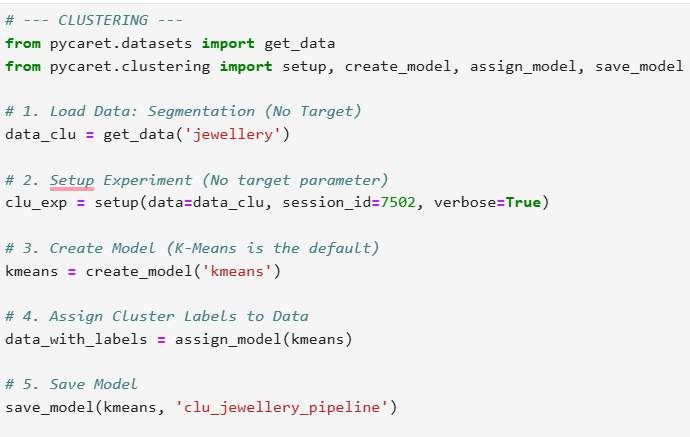 # --- CLUSTERING ---
from pycaret.datasets import get_data
from pycaret.clustering import setup, create_model, assign_model, save_model
# 1. Load Data: Segmentation (No Target)
data_clu = get_data('jewellery')
# 2. Setup Experiment (No target parameter)
clu_exp = setup(data=data_clu, session_id=7502, verbose=True)
# 3. Create Model (K-Means is the default)
kmeans = create_model('kmeans')
# 4. Assign Cluster Labels to Data
data_with_labels = assign_model(kmeans)
# 5. Save Model
save_model(kmeans, 'clu_jewellery_pipeline')